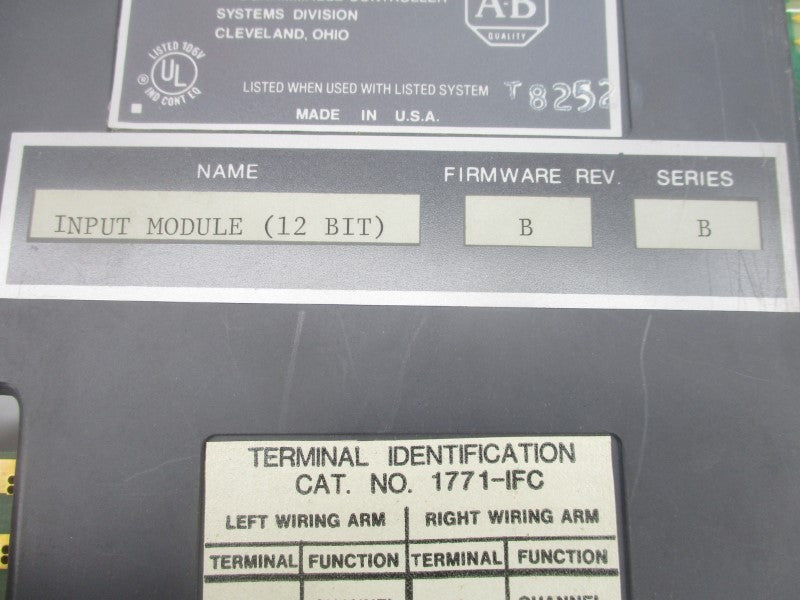 SYSTEMS DIVISION
CLEVELAND, OHIO
A-B
QUALITY
LISTED 106V
UL
®
IND CONT EQ
LISTED WHEN USED WITH LISTED SYSTEM
T8252
MADE IN U.S.A.
NAME FIRMWARE REV. SERIES
INPUT MODULE (12 BIT) B B
TERMINAL IDENTIFICATION
CAT. NO. 1771-IFC
LEFT WIRING ARM RIGHT WIRING ARM
TERMINAL FUNCTION TERMINAL FUNCTION